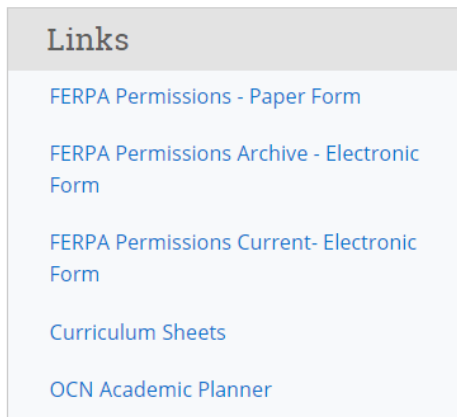 Links
FERPA Permissions - Paper Form
FERPA Permissions Archive - Electronic
Form
FERPA Permissions Current- Electronic
Form
Curriculum Sheets
OCN Academic Planner